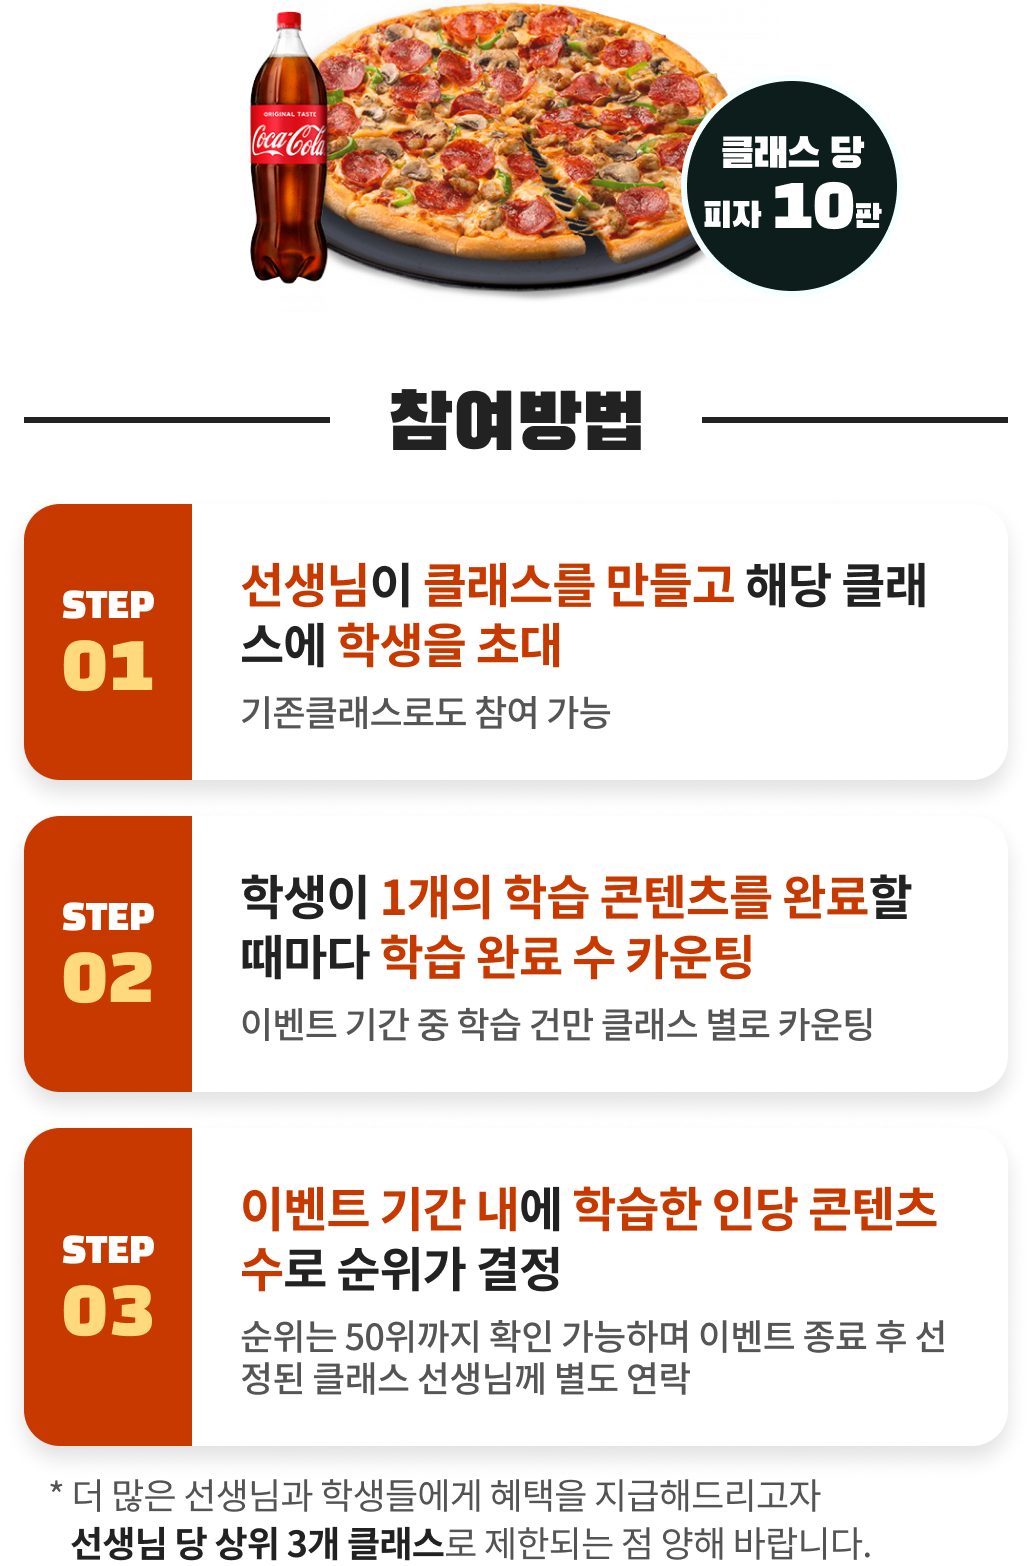 ORIGINAL TASTE
Coca-Cola
클래스 당
피자 10판
참여방법
STEP
01
선생님이 클래스를 만들고 해당 클래
스에 학생을 초대
기존클래스로도 참여 가능
STEP
02
학생이 1개의 학습 콘텐츠를 완료할
때마다 학습 완료 수 카운팅
이벤트 기간 중 학습 건만 클래스 별로 카운팅
STEP
03
이벤트 기간 내에 학습한 인당 콘텐츠
수로 순위가 결정
순위는 50위까지 확인 가능하며 이벤트 종료 후 선
정된 클래스 선생님께 별도 연락
* 더 많은 선생님과 학생들에게 혜택을 지급해드리고자
선생님 당 상위 3개 클래스로 제한되는 점 양해 바랍니다.